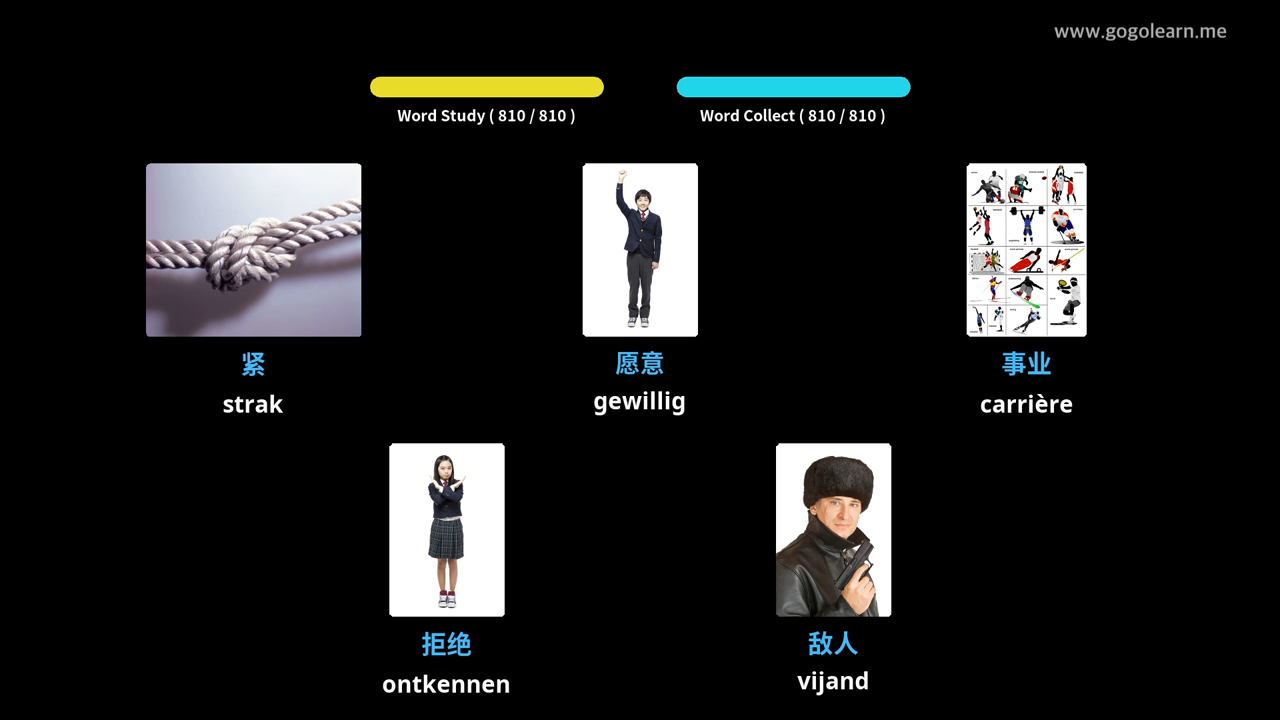 www.gogolearn.me
Word Study ( 810 / 810 )
Word Collect ( 810 / 810 )
紧
strak
愿意
gewillig
事业
carrière
拒绝
ontkennen
敌人
vijand